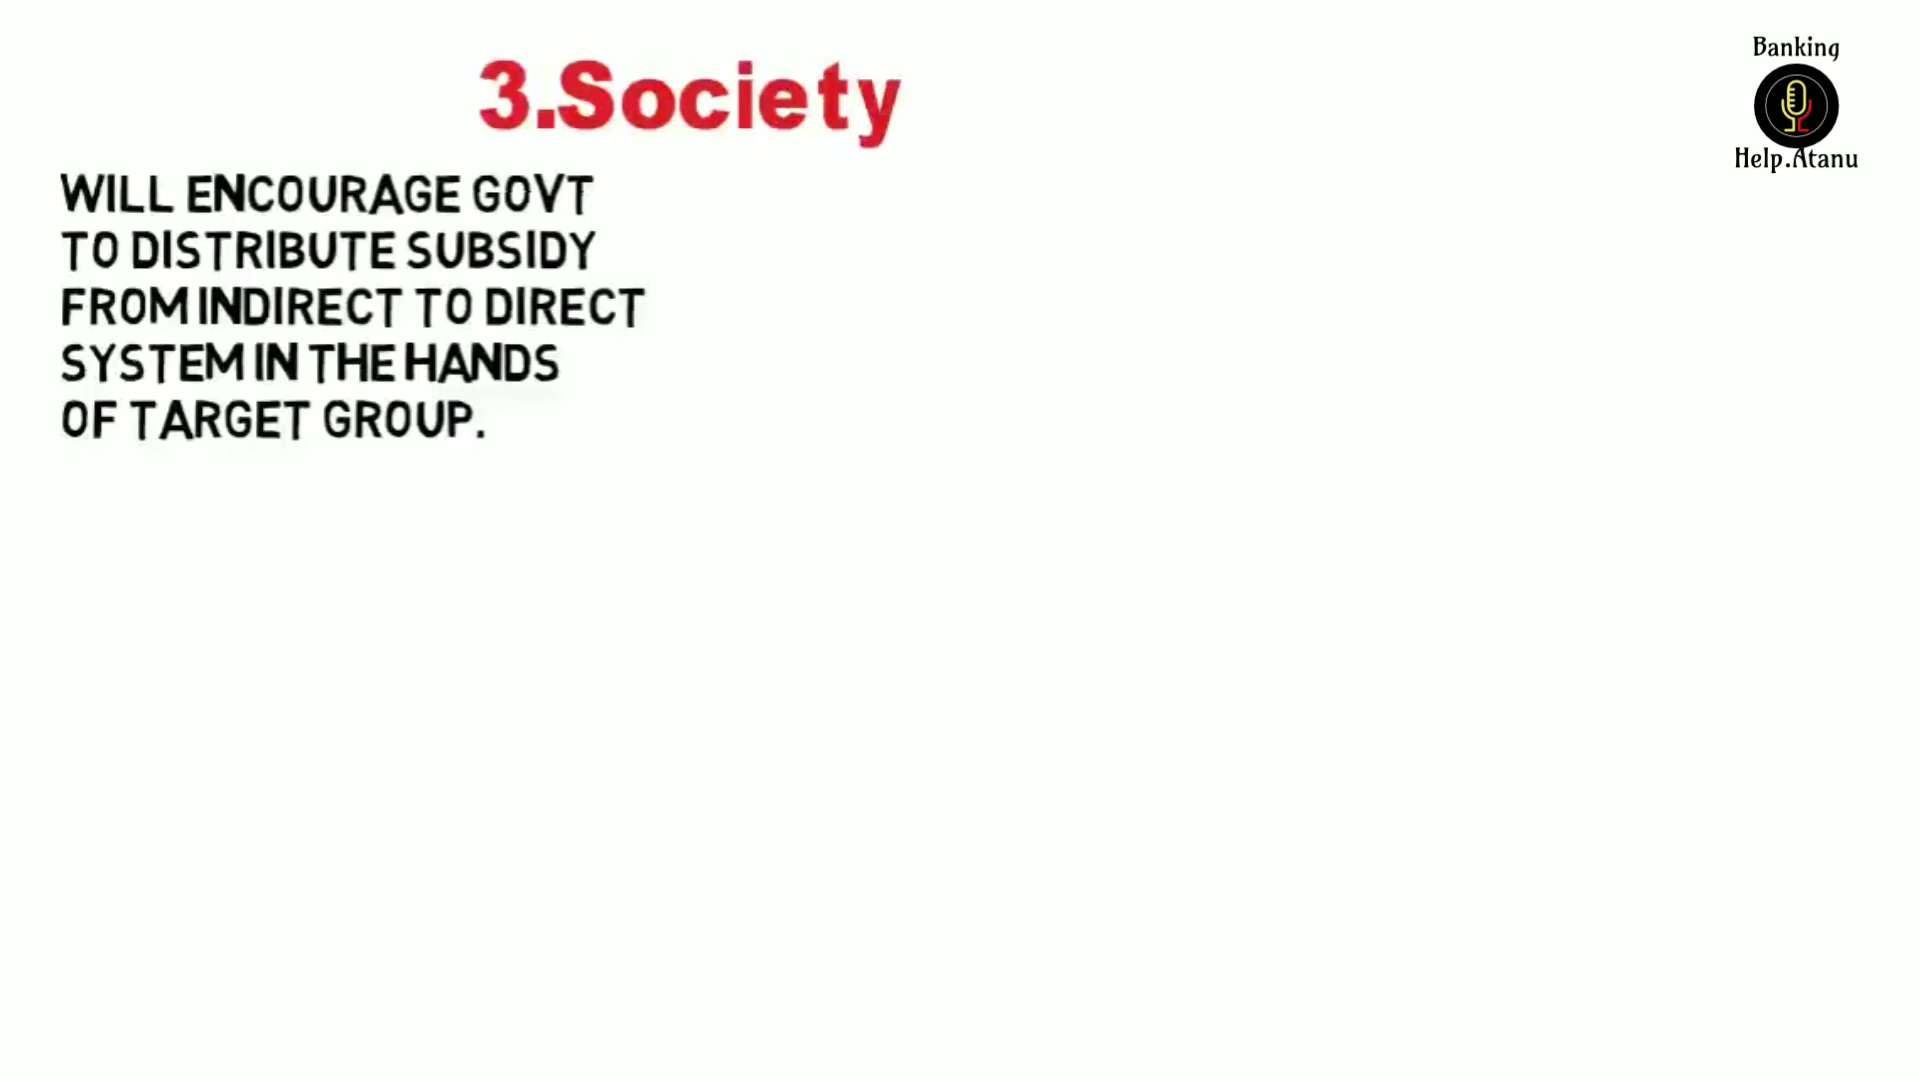 3.Society
Banking
Help.Atanu
WILL ENCOURAGE GOVT
TO DISTRIBUTE SUBSIDY
FROM INDIRECT TO DIRECT
SYSTEM IN THE HANDS
OF TARGET GROUP.